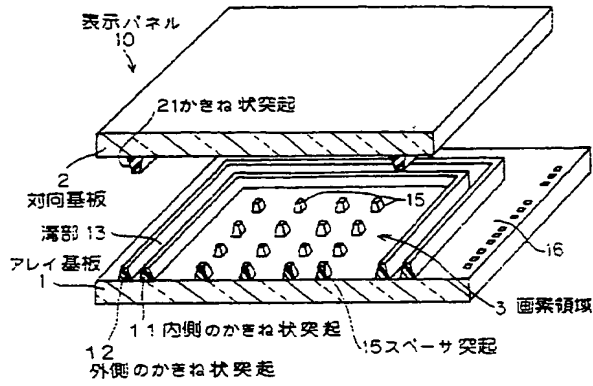 表示パネル
10
21かきね状突起
2
対向基板
溝部 13
アレイ基板
1
15
16
3 画素領域
11内側のかきね状突起
15スペーサ突起
12
外側のかきね状突起